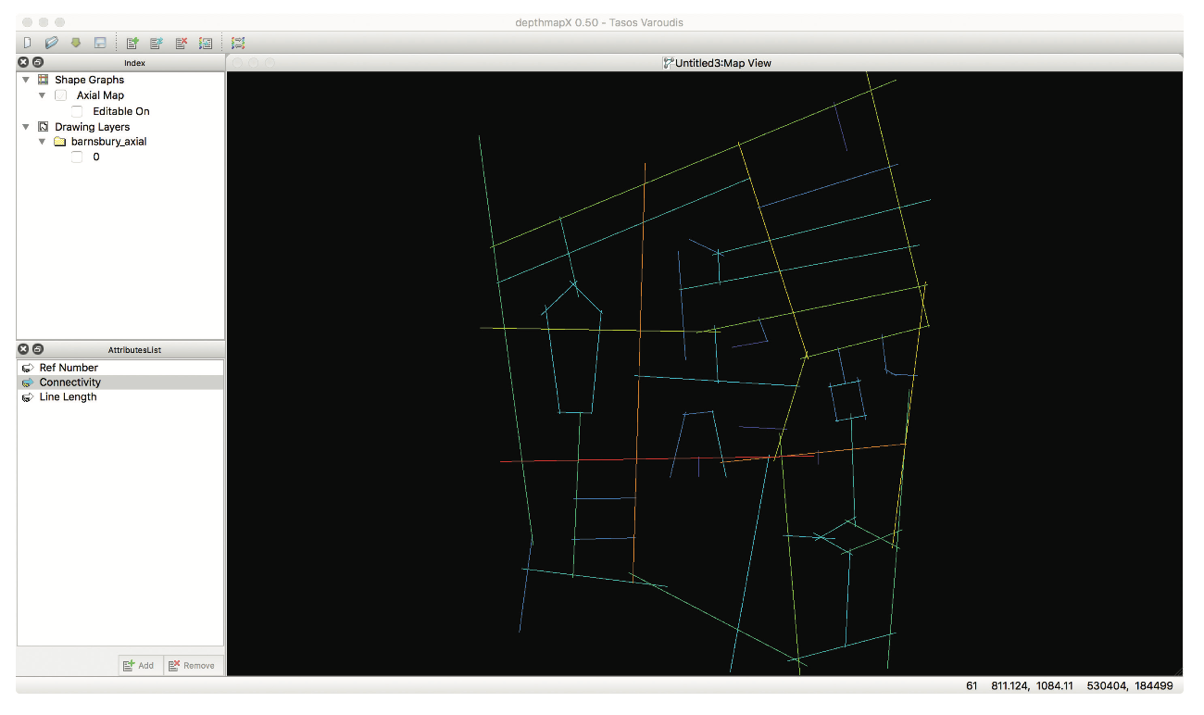 depthmapX 0.50 - Tasos Varoudis
Index
Untitled3:Map View
Shape Graphs
Axial Map
Editable On
Drawing Layers
barnsbury_axial
0
AttributesList
Ref Number
Connectivity
Line Length
Add Remove
61 811.124, 1084.11 530404, 184499